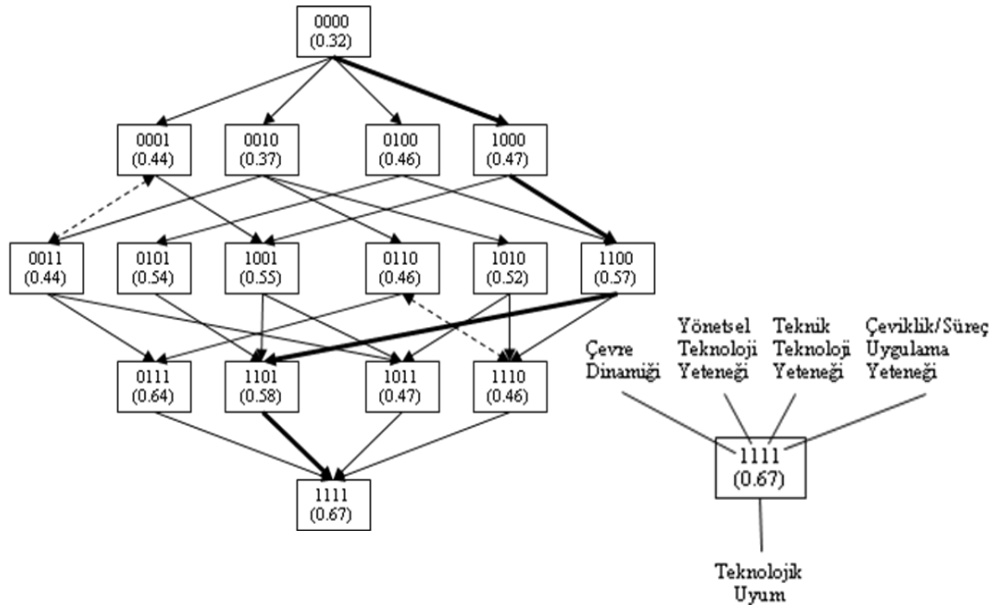 0000
(0.32)
0001
(0.44)
0010
(0.37)
0100
(0.46)
1000
(0.47)
0011
(0.44)
0101
(0.54)
1001
(0.55)
0110
(0.46)
1010
(0.52)
1100
(0.57)
0111
(0.64)
1101
(0.58)
1011
(0.47)
1110
(0.46)
1111
(0.67)
Çevre
Dinamiği
Yönetsel
Teknoloji
Yeteneği
Teknik
Teknoloji
Yeteneği
Çeviklik/Süreç
Uygulama
Yeteneği
1111
(0.67)
Teknolojik
Uyum